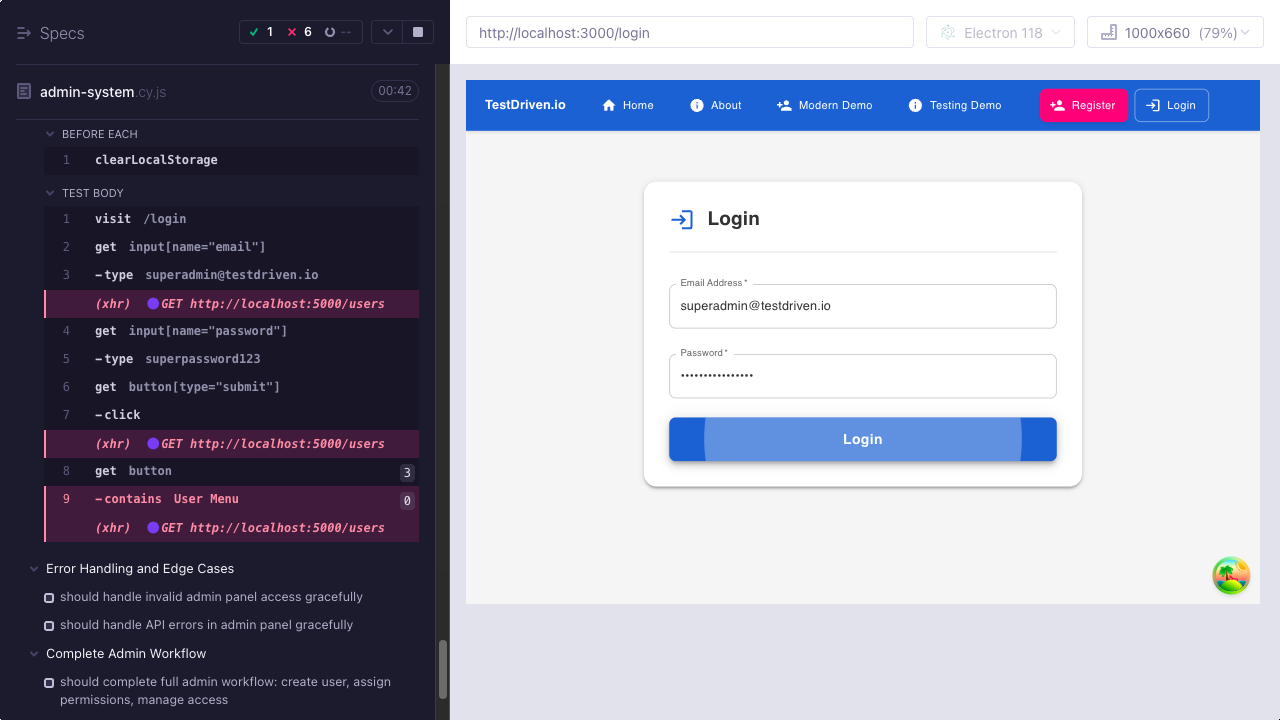 Specs
1
6
--
admin-system.cy.js
00:42
BEFORE EACH
1 clearLocalStorage
TEST BODY
1 visit /login
2 get input[name="email"]
3 -type superadmin@testdriven.io
(xhr) GET http://localhost:5000/users
4 get input[name="password"]
5 -type superpassword123
6 get button[type="submit"]
7 -click
(xhr) GET http://localhost:5000/users
8 get button 3
9 -contains User Menu 0
(xhr) GET http://localhost:5000/users
Error Handling and Edge Cases
should handle invalid admin panel access gracefully
should handle API errors in admin panel gracefully
Complete Admin Workflow
should complete full admin workflow: create user, assign
permissions, manage access
http://localhost:3000/login
Electron 118
1000x660 (79%)
TestDriven.io
Home
About
Modern Demo
Testing Demo
Register
Login
Login
Email Address *
superadmin@testdriven.io
Password *
••••••••••••••••
Login